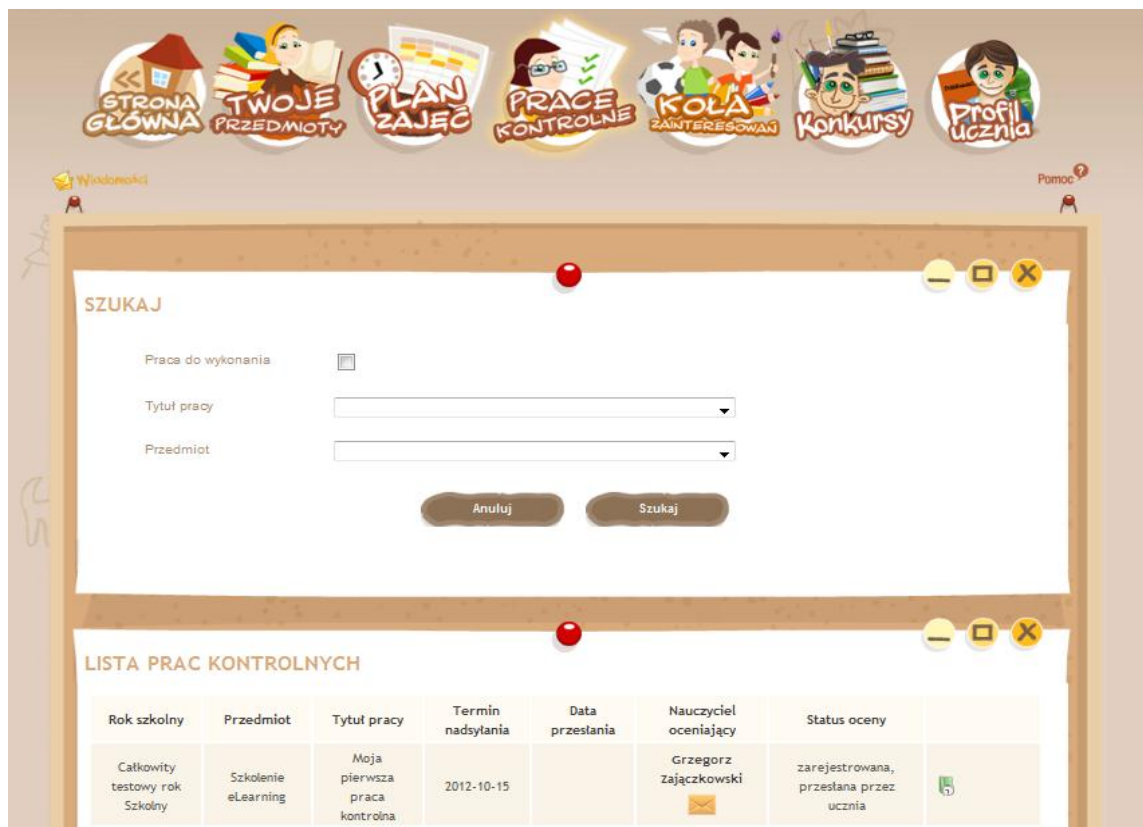 STRONA
GŁÓWNA
TWOJE
PRZEDMIOTY
PLAN
ZAJĘĆ
PRACE
KONTROLNE
KOŁA
ZAINTERESOWAŃ
Konkursy
Profil
ucznia
Wiadomości
Pomoc
SZUKAJ
Praca do wykonania
Tytuł pracy
Przedmiot
Anuluj Szukaj
LISTA PRAC KONTROLNYCH
Rok szkolny Przedmiot Tytuł pracy Termin nadsyłania Data przesłania Nauczyciel oceniający Status oceny
Całkowity testowy rok Szkolny Szkolenie eLearning Moja pierwsza praca kontrolna 2012-10-15 Grzegorz Zajączkowski zarejestrowana, przesłana przez ucznia